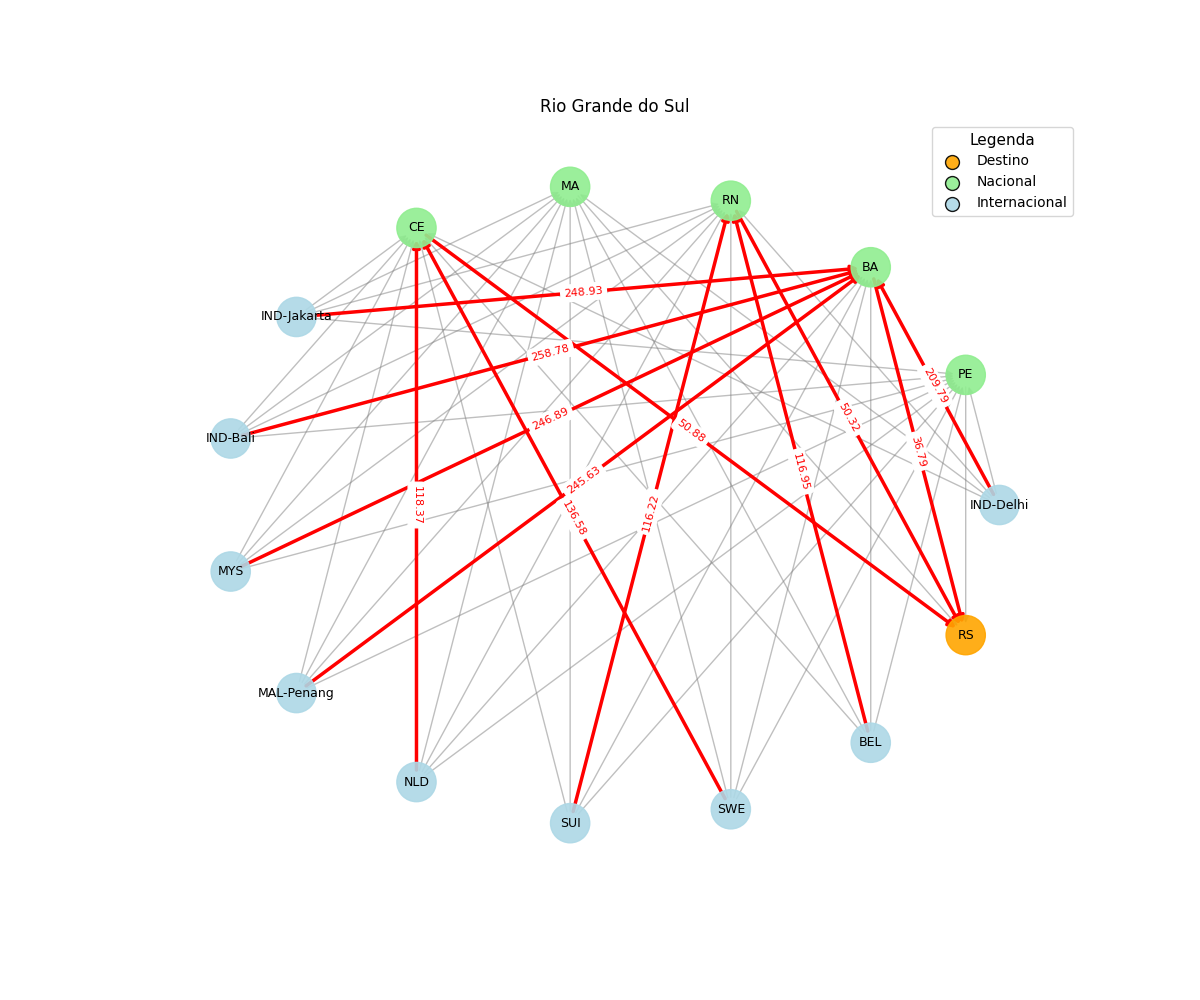 Rio Grande do Sul
Legenda
Destino
Nacional
Internacional
MA
RN
CE
BA
IND-Jakarta
248.93
258.78
PE
209.79
246.89
50.88
50.32
IND-Bali
36.79
116.95
245.63
118.37
136.58
116.22
IND-Delhi
MYS
RS
MAL-Penang
BEL
NLD
SWE
SUI